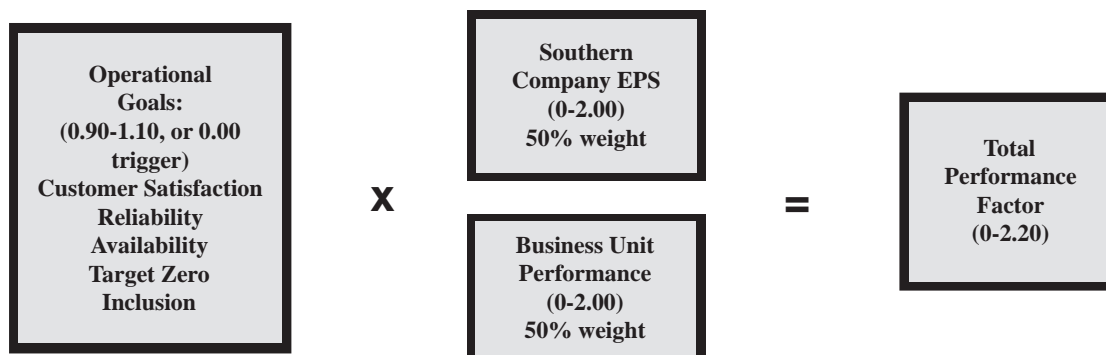 Operational
Goals:
(0.90-1.10, or 0.00
trigger)
Customer Satisfaction
Reliability
Availability
Target Zero
Inclusion
x
Southern
Company EPS
(0-2.00)
50% weight
Business Unit
Performance
(0-2.00)
50% weight
=
Total
Performance
Factor
(0-2.20)